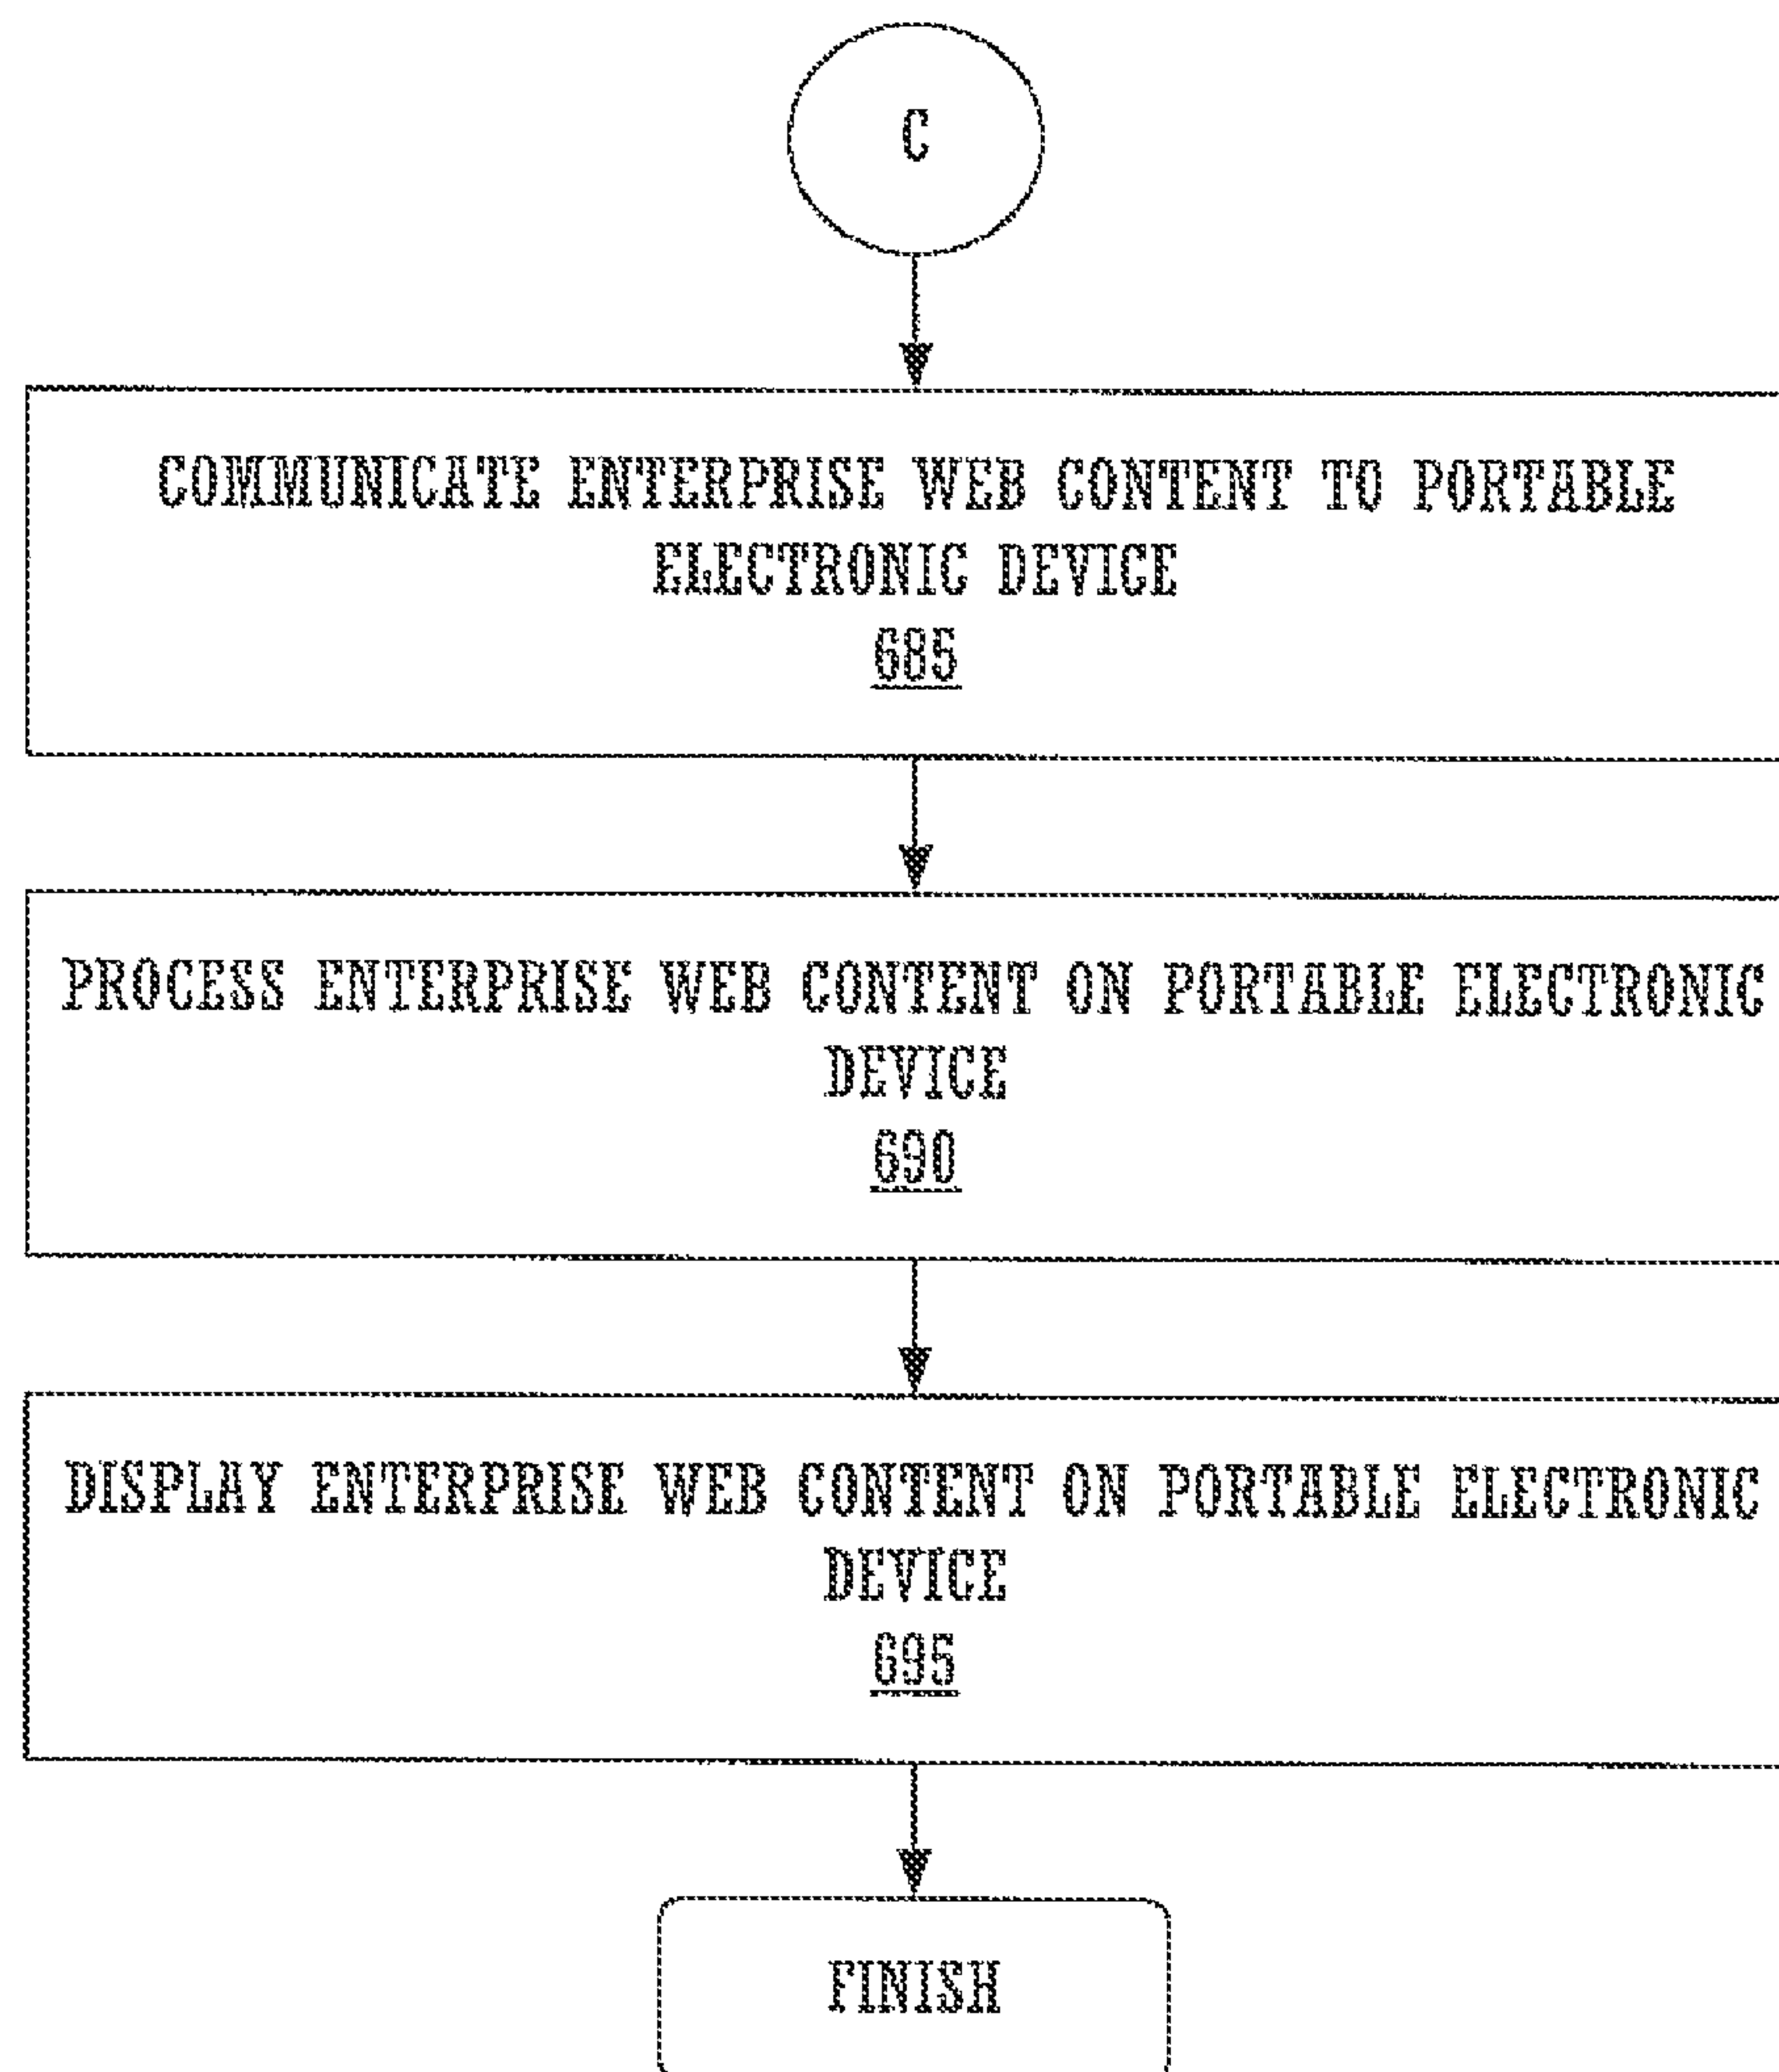 C
COMMUNICATE ENTERPRISE WEB CONTENT TO PORTABLE
ELECTRONIC DEVICE
685
PROCESS ENTERPRISE WEB CONTENT ON PORTABLE ELECTRONIC
DEVICE
690
DISPLAY ENTERPRISE WEB CONTENT ON PORTABLE ELECTRONIC
DEVICE
695
FINISH